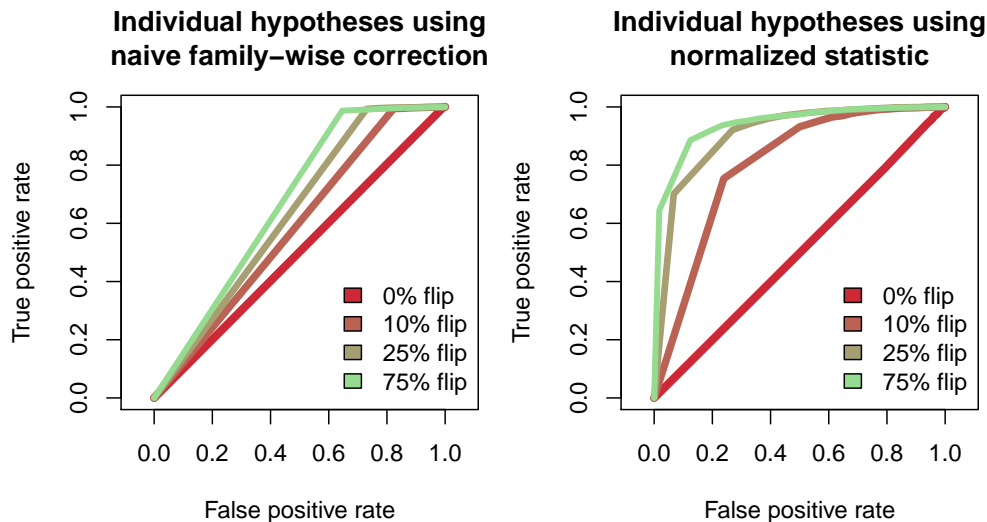 Individual hypotheses using
naive family−wise correction
True positive rate
0.0 0.2 0.4 0.6 0.8 1.0
0% flip
10% flip
25% flip
75% flip
0.0 0.2 0.4 0.6 0.8 1.0
False positive rate
Individual hypotheses using
normalized statistic
True positive rate
0.0 0.2 0.4 0.6 0.8 1.0
0% flip
10% flip
25% flip
75% flip
0.0 0.2 0.4 0.6 0.8 1.0
False positive rate